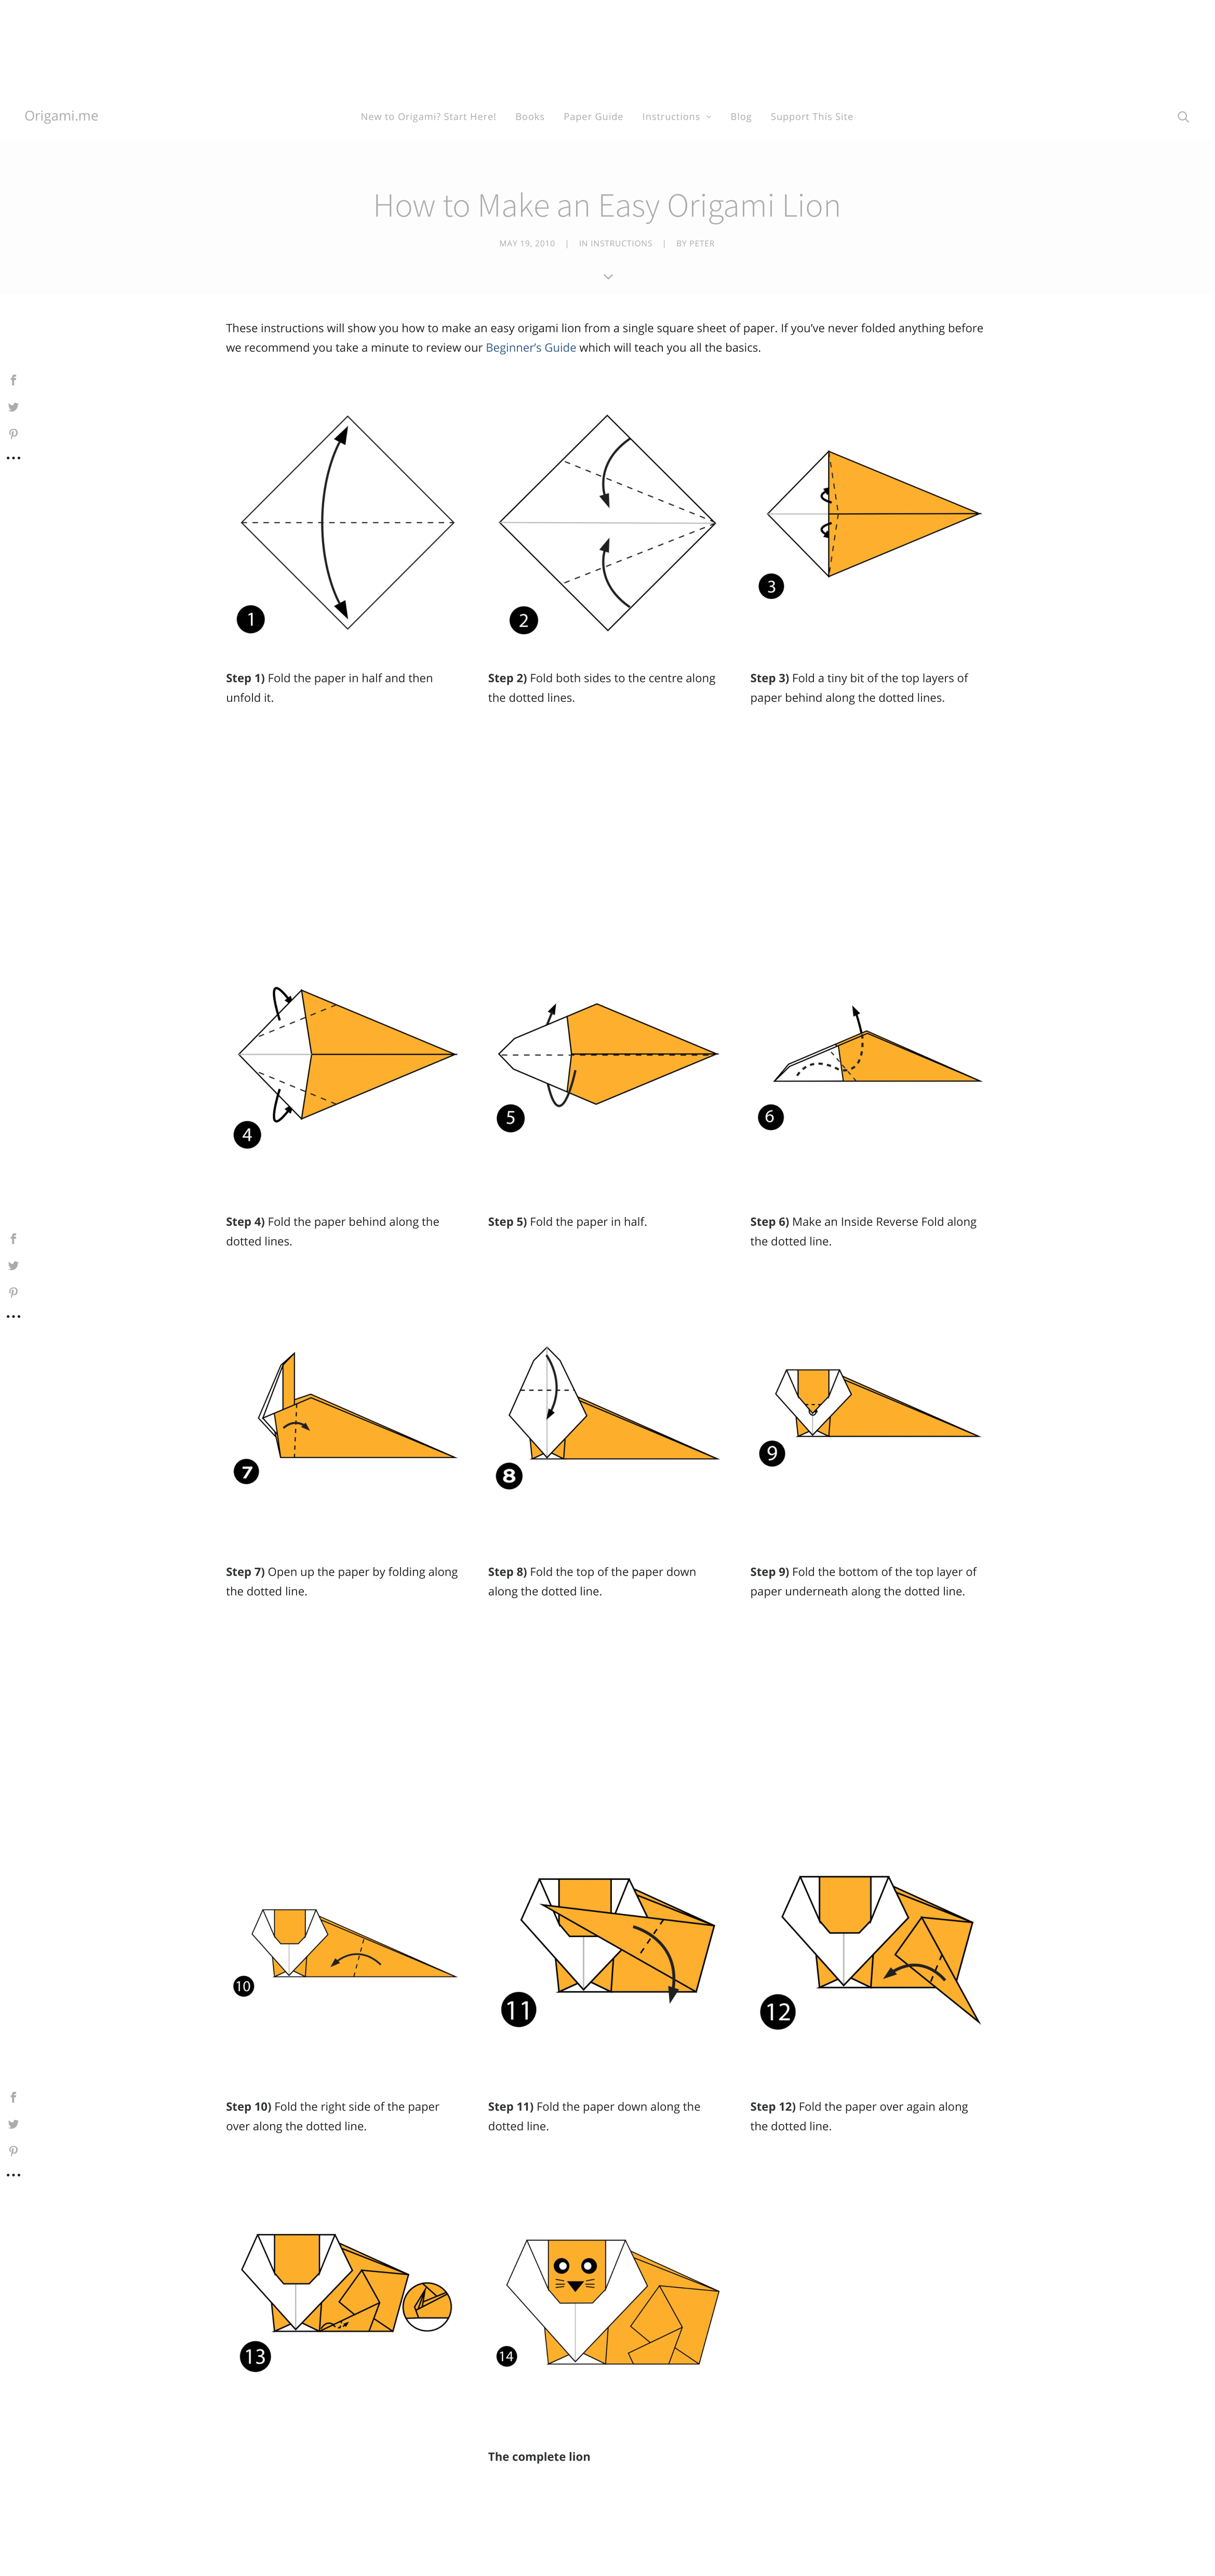 Origami.me
New to Origami? Start Here! Books Paper Guide Instructions Blog Support This Site
How to Make an Easy Origami Lion
MAY 19, 2010 | IN INSTRUCTIONS | BY PETER
These instructions will show you how to make an easy origami lion from a single square sheet of paper. If you’ve never folded anything before
we recommend you take a minute to review our Beginner’s Guide which will teach you all the basics.
1
2
3
Step 1) Fold the paper in half and then
unfold it.
Step 2) Fold both sides to the centre along
the dotted lines.
Step 3) Fold a tiny bit of the top layers of
paper behind along the dotted lines.
4
5
6
Step 4) Fold the paper behind along the
dotted lines.
Step 5) Fold the paper in half.
Step 6) Make an Inside Reverse Fold along
the dotted line.
7
8
9
Step 7) Open up the paper by folding along
the dotted line.
Step 8) Fold the top of the paper down
along the dotted line.
Step 9) Fold the bottom of the top layer of
paper underneath along the dotted line.
10
11
12
Step 10) Fold the right side of the paper
over along the dotted line.
Step 11) Fold the paper down along the
dotted line.
Step 12) Fold the paper over again along
the dotted line.
13
14
The complete lion